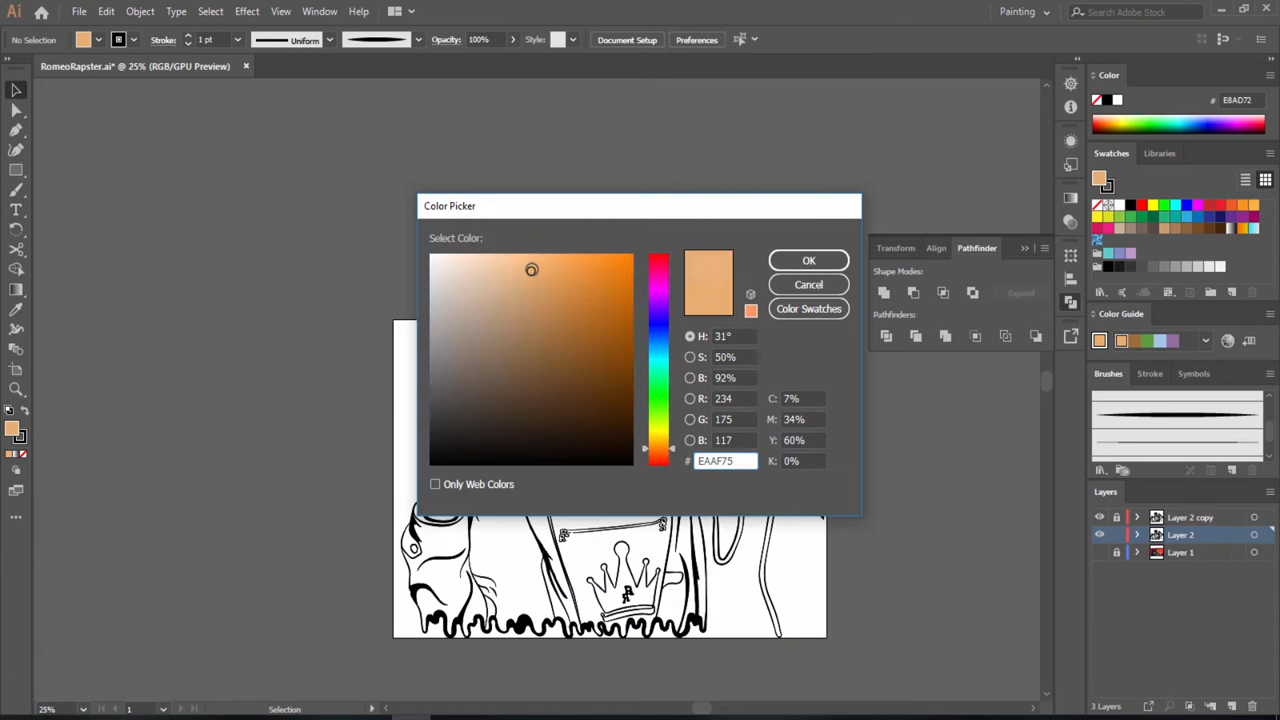 Ai File Edit Object Type Select Effect View Window Help Painting Search Adobe Stock
No Selection Stroke: 1 pt Uniform Opacity: 100% Style: Document Setup Preferences
RomeoRapster.ai* @ 25% (RGB/GPU Preview) ×
Color
# E8AD72
Swatches Libraries
Color Picker
Select Color:
OK
Cancel
Color Swatches
H: 31°
S: 50%
B: 92%
R: 234 C: 7%
G: 175 M: 34%
B: 117 Y: 60%
# EAAF75 K: 0%
Only Web Colors
Transform Align Pathfinder
Shape Modes:
Expand
Pathfinders:
Color Guide
Brushes Stroke Symbols
Layers
Layer 2 copy
Layer 2
Layer 1
3 Layers
25% 1 Selection